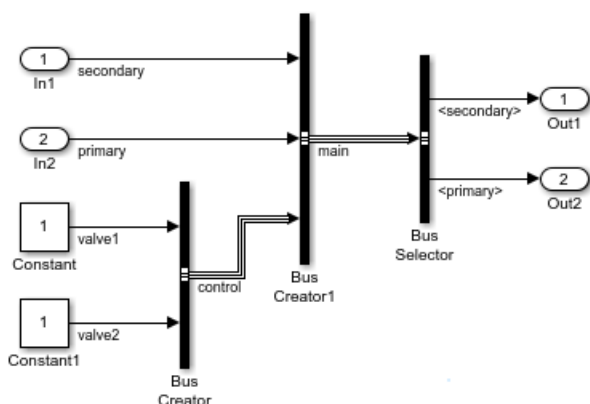 1
In1
secondary
2
In2
primary
1
Constant
valve1
1
Constant1
valve2
Bus
Creator
control
Bus
Creator1
main
Bus
Selector
<secondary>
1
Out1
<primary>
2
Out2